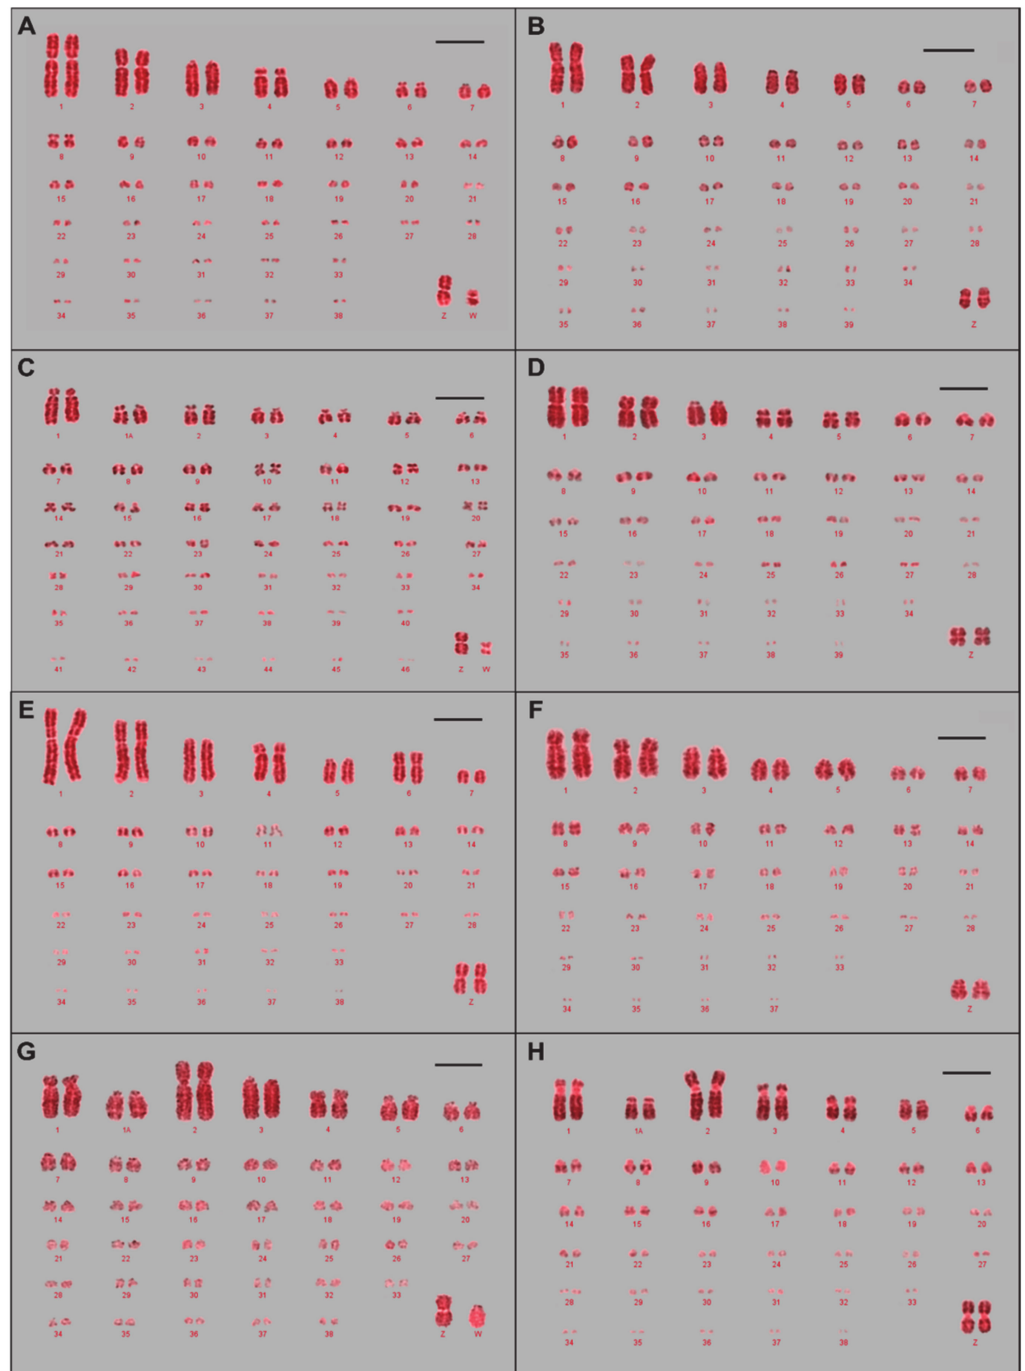 A
1 2 3 4 5 6 7
8 9 10 11 12 13 14
15 16 17 18 19 20 21
22 23 24 25 26 27 28
29 30 31 32 33
34 35 36 37 38 Z W
B
1 2 3 4 5 6 7
8 9 10 11 12 13 14
15 16 17 18 19 20 21
22 23 24 25 26 27 28
29 30 31 32 33 34
35 36 37 38 39 Z
C
1 1A 2 3 4 5 6
7 8 9 10 11 12 13
14 15 16 17 18 19 20
21 22 23 24 25 26 27
28 29 30 31 32 33 34
35 36 37 38 39 40
41 42 43 44 45 46 Z W
D
1 2 3 4 5 6 7
8 9 10 11 12 13 14
15 16 17 18 19 20 21
22 23 24 25 26 27 28
29 30 31 32 33 34
35 36 37 38 39 Z
E
1 2 3 4 5 6 7
8 9 10 11 12 13 14
15 16 17 18 19 20 21
22 23 24 25 26 27 28
29 30 31 32 33
34 35 36 37 38 Z
F
1 2 3 4 5 6 7
8 9 10 11 12 13 14
15 16 17 18 19 20 21
22 23 24 25 26 27 28
29 30 31 32 33
34 35 36 37 Z
G
1 1A 2 3 4 5 6
7 8 9 10 11 12 13
14 15 16 17 18 19 20
21 22 23 24 25 26 27
28 29 30 31 32 33
34 35 36 37 38 Z W
H
1 1A 2 3 4 5 6
7 8 9 10 11 12 13
14 15 16 17 18 19 20
21 22 23 24 25 26 27
28 29 30 31 32 33
34 35 36 37 38 Z